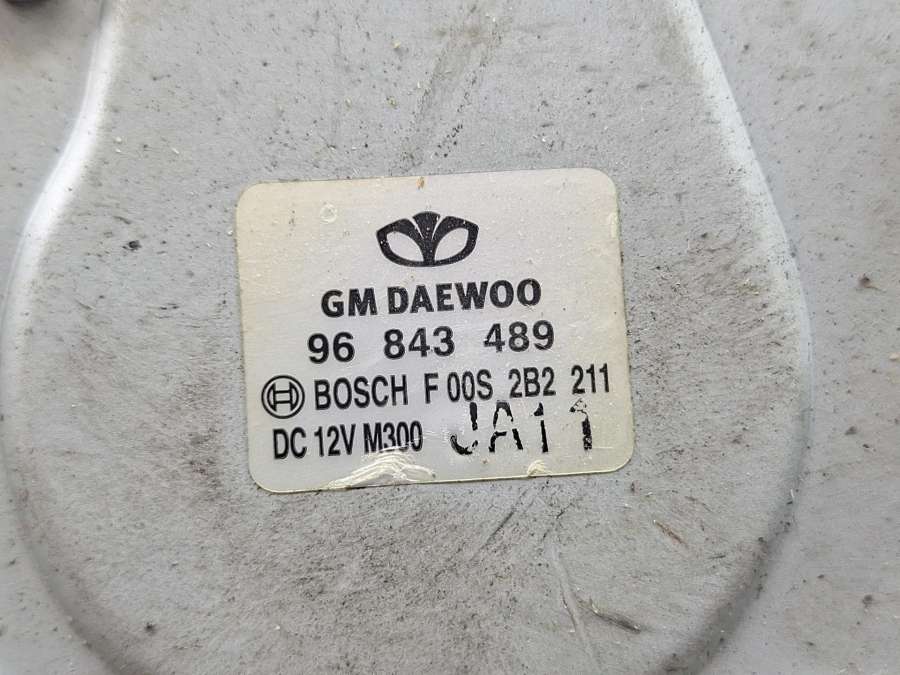 GM DAEWOO
96 843 489
BOSCH F 00S 2B2 211
DC 12V M300 JA11